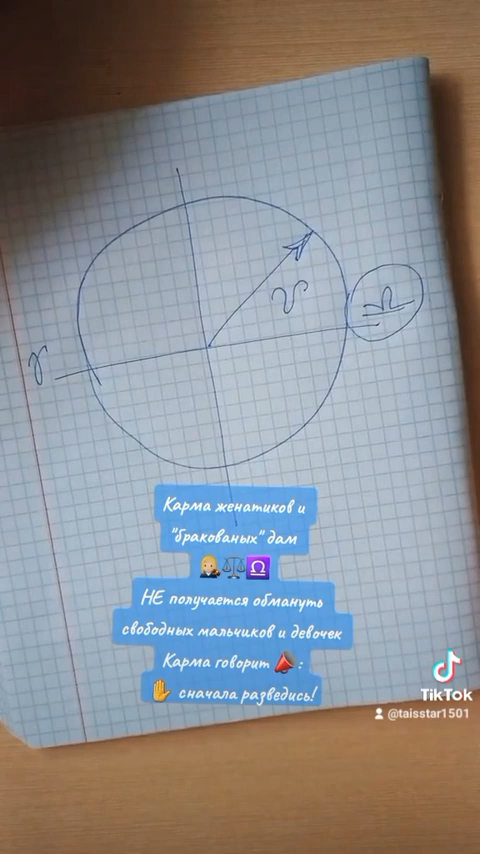 ♈
♈
♎
Карма женатиков и
"бракованых" дам
👩🏼‍⚖️⚖️♎
НЕ получается обмануть
свободных мальчиков и девочек
Карма говорит 📣 :
✋ сначала разведись!
TikTok
@taisstar1501